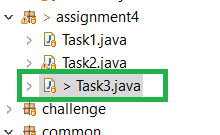 > assignment4
Task1.java
Task2.java
> Task3.java
challenge
common